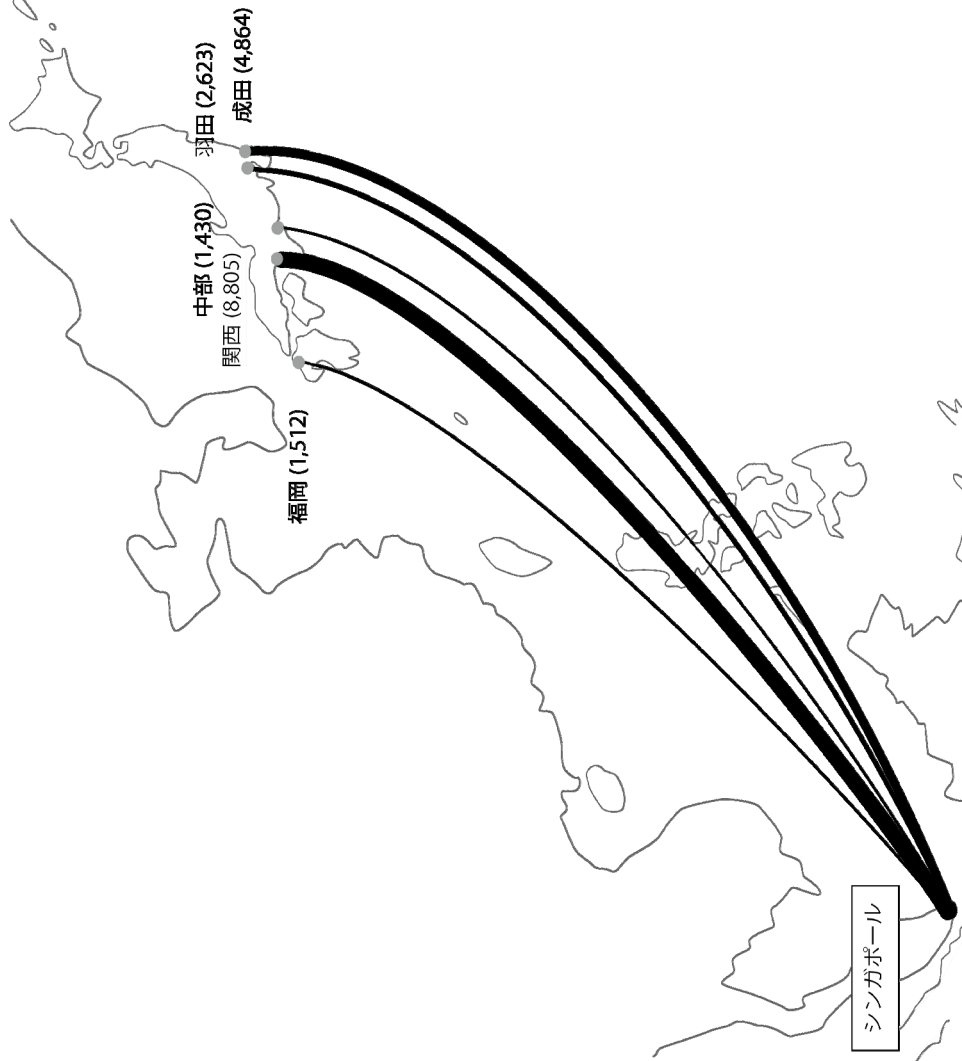 羽田 (2,623)
成田 (4,864)
中部 (1,430)
関西 (8,805)
福岡 (1,512)
シンガポール